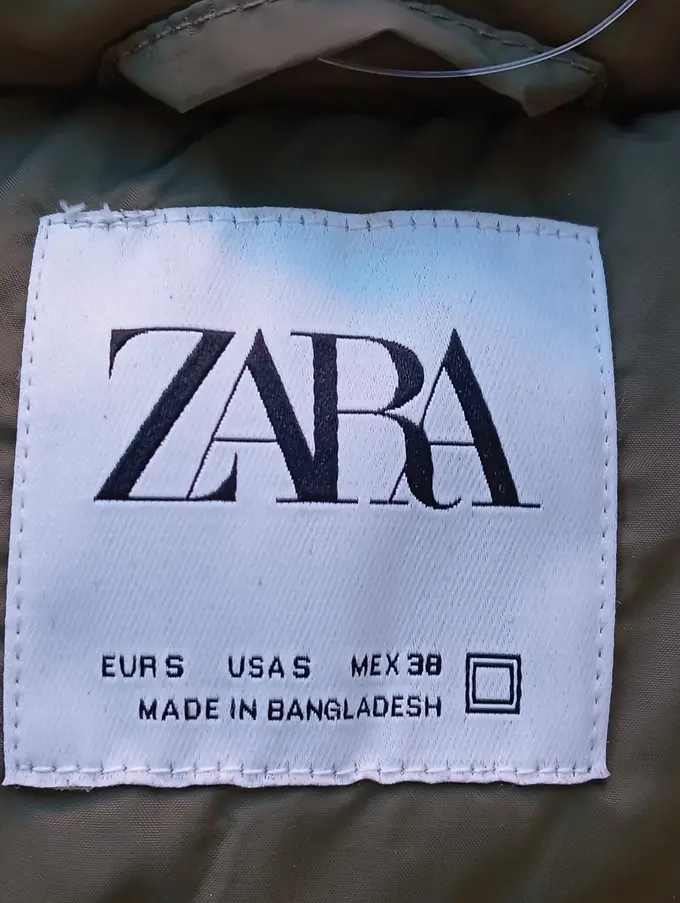 ZARA
EUR S USA S MEX 38
MADE IN BANGLADESH